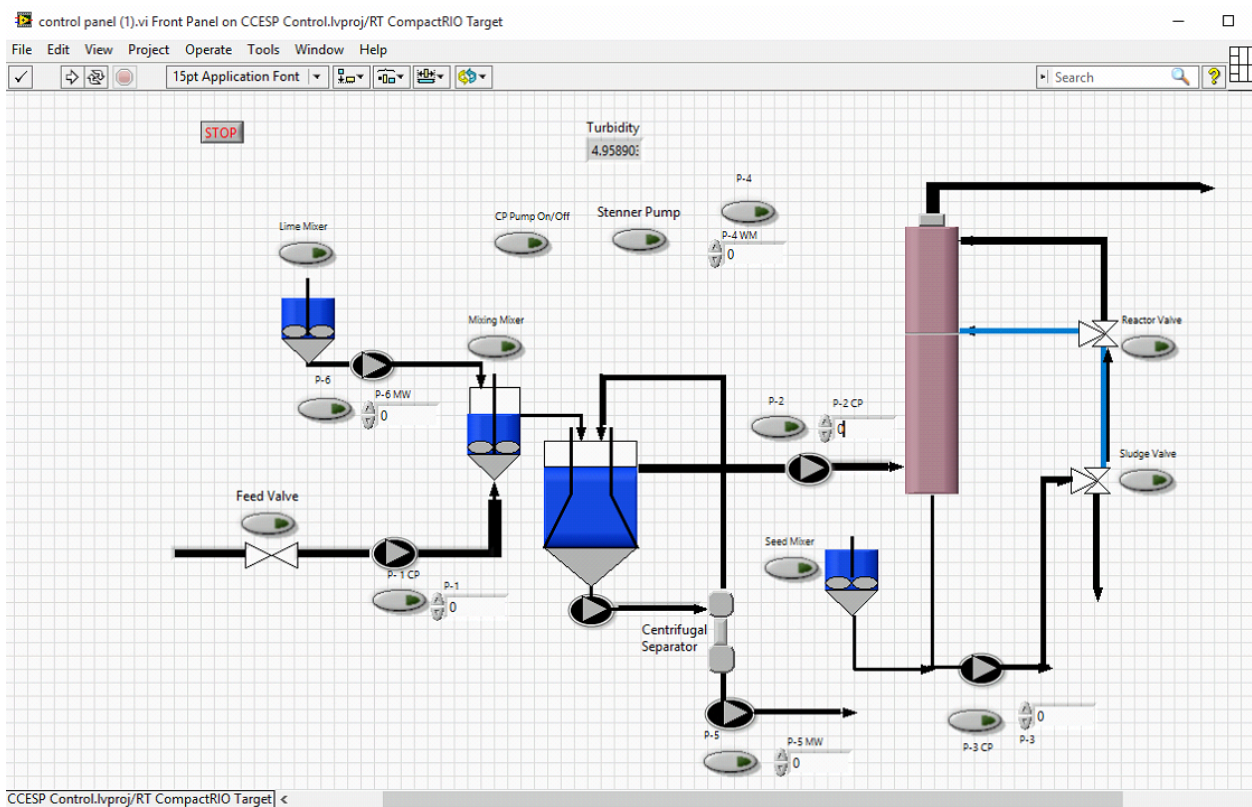 control panel (1).vi Front Panel on CCESP Control.lvproj/RT CompactRIO Target
File Edit View Project Operate Tools Window Help
15pt Application Font
Search
?
STOP
Turbidity
4.95890
P-4
CP Pump On/Off
Stenner Pump
Lime Mixer
P-4 WM
0
Mixing Mixer
Reactor Valve
P-6
P-6 MW
0
P-2
P-2 CP
0
Sludge Valve
Feed Valve
Seed Mixer
P- 1 CP
P-1
0
Centrifugal
Separator
P-5
P-5 MW
0
0
P-3 CP
P-3
CCESP Control.lvproj/RT CompactRIO Target